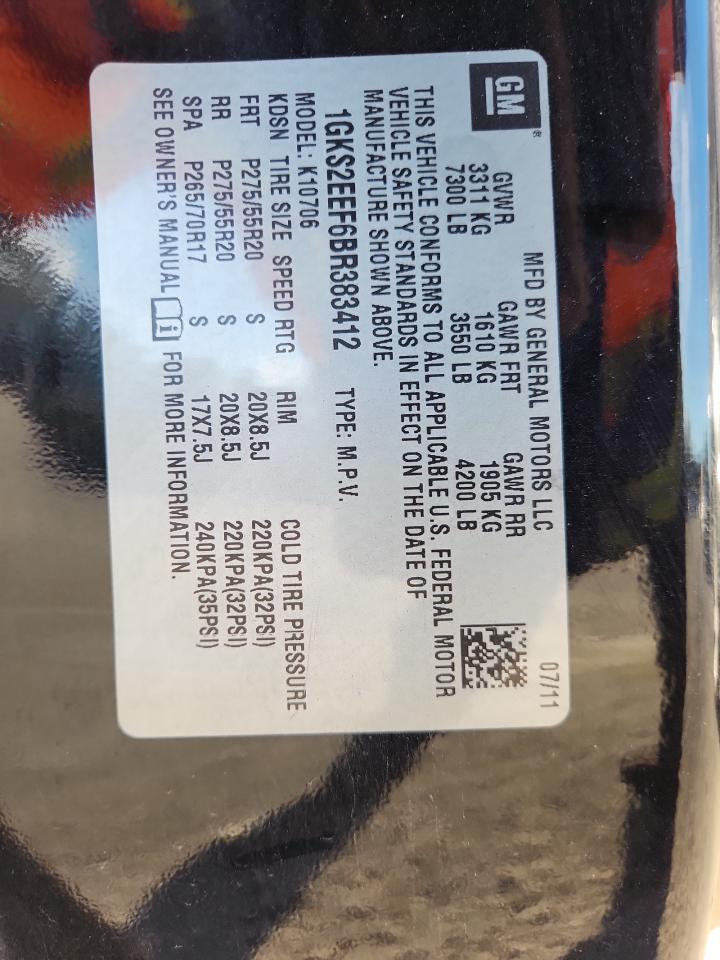 GM®
MFD BY GENERAL MOTORS LLC 07/11
GVWR GAWR FRT GAWR RR
3311 KG 1610 KG 1905 KG
7300 LB 3550 LB 4200 LB
THIS VEHICLE CONFORMS TO ALL APPLICABLE U.S. FEDERAL MOTOR
VEHICLE SAFETY STANDARDS IN EFFECT ON THE DATE OF
MANUFACTURE SHOWN ABOVE.
1GKS2EEF6BR383412 TYPE: M.P.V.
MODEL: K10706
KDSN TIRE SIZE SPEED RTG RIM COLD TIRE PRESSURE
FRT P275/55R20 S 20X8.5J 220KPA(32PSI)
RR P275/55R20 S 20X8.5J 220KPA(32PSI)
SPA P265/70R17 S 17X7.5J 240KPA(35PSI)
SEE OWNER'S MANUAL i FOR MORE INFORMATION.